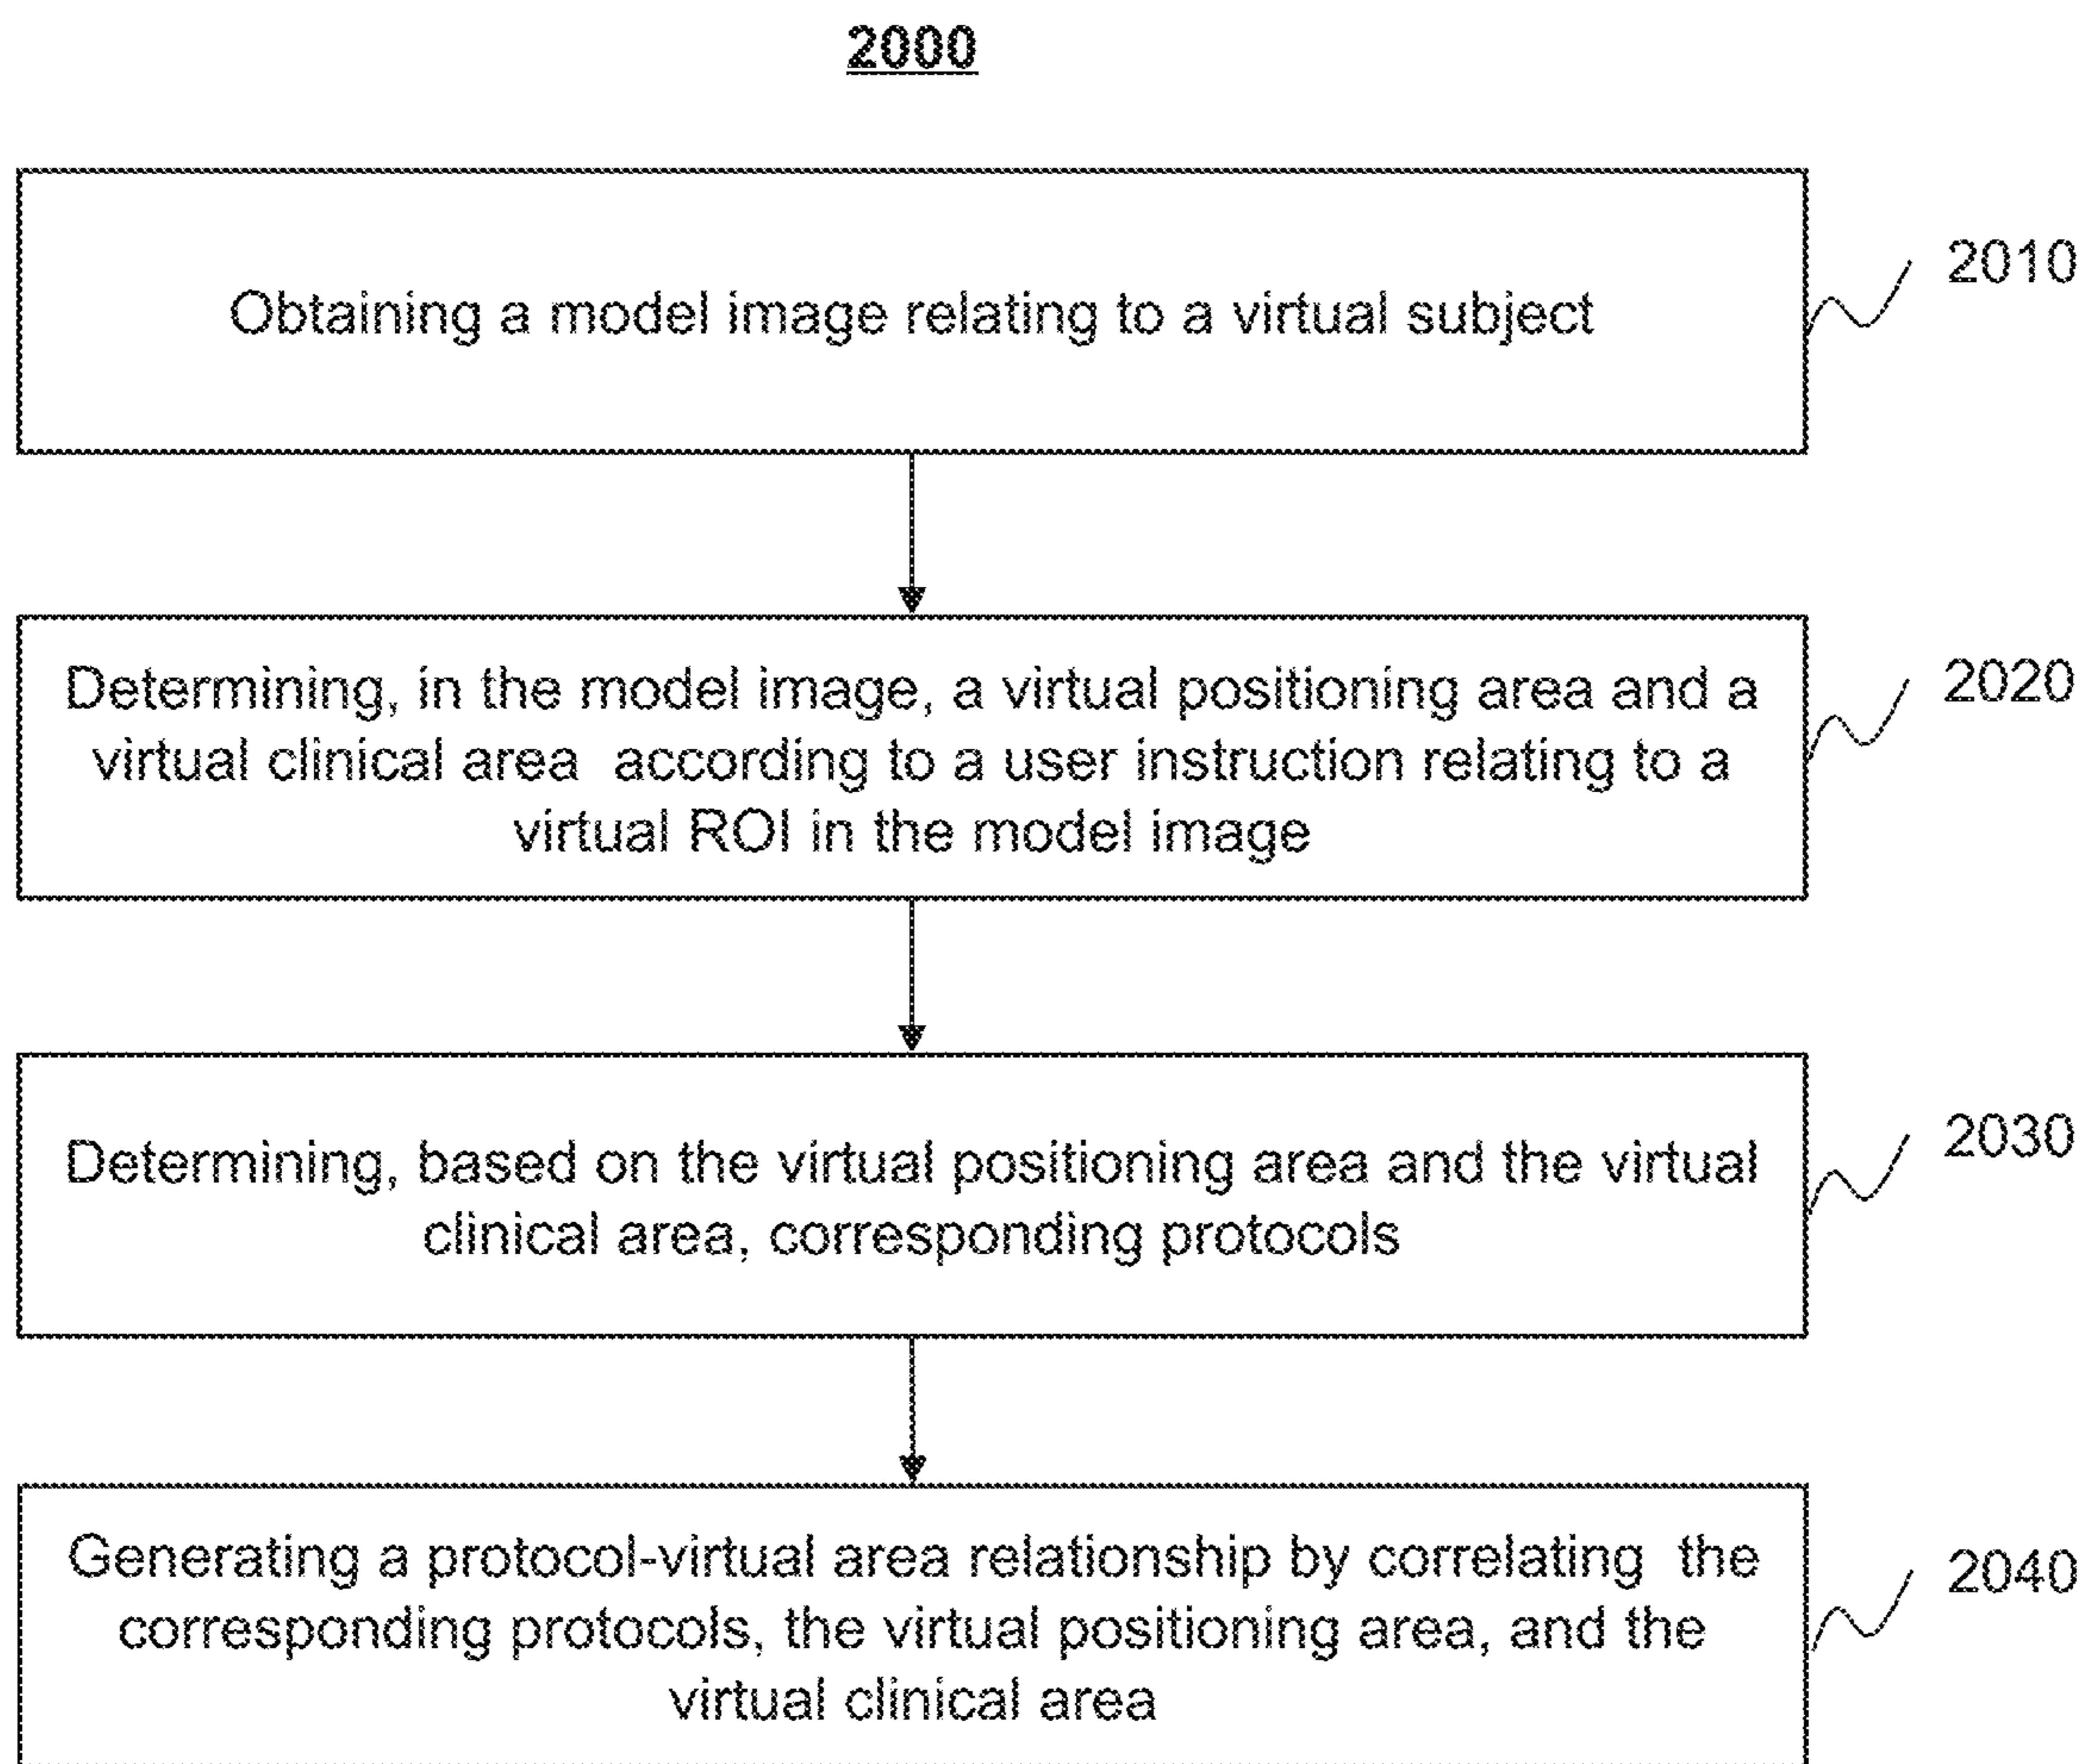 2000
Obtaining a model image relating to a virtual subject
2010
Determining, in the model image, a virtual positioning area and a
virtual clinical area according to a user instruction relating to a
virtual ROI in the model image
2020
Determining, based on the virtual positioning area and the virtual
clinical area, corresponding protocols
2030
Generating a protocol-virtual area relationship by correlating the
corresponding protocols, the virtual positioning area, and the
virtual clinical area
2040